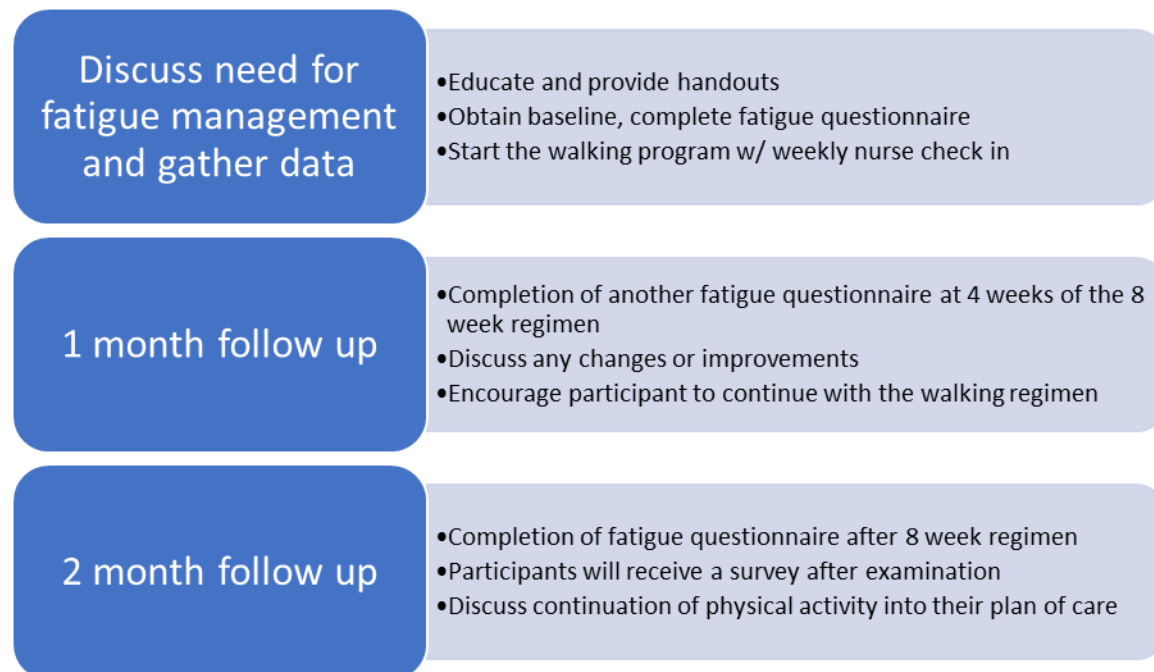 Discuss need for
fatigue management
and gather data
•Educate and provide handouts
•Obtain baseline, complete fatigue questionnaire
•Start the walking program w/ weekly nurse check in
1 month follow up
•Completion of another fatigue questionnaire at 4 weeks of the 8
week regimen
•Discuss any changes or improvements
•Encourage participant to continue with the walking regimen
2 month follow up
•Completion of fatigue questionnaire after 8 week regimen
•Participants will receive a survey after examination
•Discuss continuation of physical activity into their plan of care